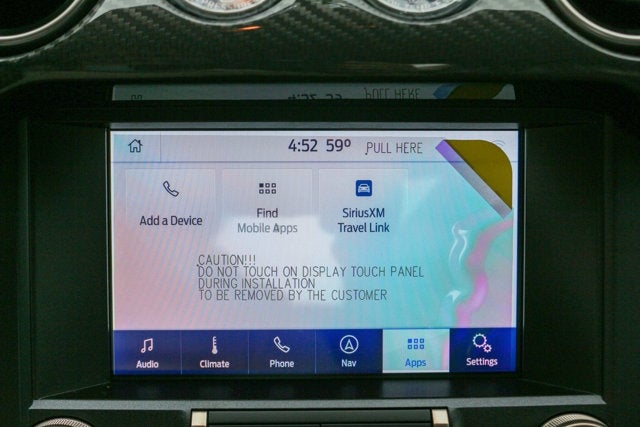 4:52 59° PULL HERE
Add a Device
Find
Mobile Apps
SiriusXM
Travel Link
CAUTION!!!
DO NOT TOUCH ON DISPLAY TOUCH PANEL
DURING INSTALLATION
TO BE REMOVED BY THE CUSTOMER
Audio Climate Phone Nav Apps Settings